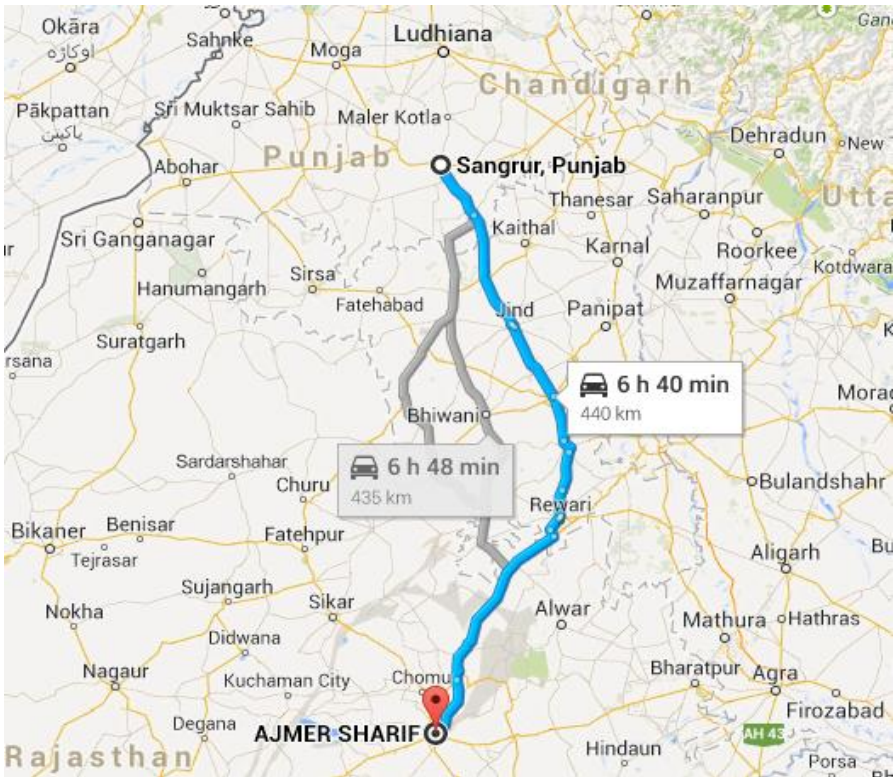 Okāra
اوکاڑہ
Sahnke
Moga
Ludhiana
Chandigarh
Pākpattan
Sri Muktsar Sahib
Maler Kotla
Dehradun
New
Punjab
Sangrur, Punjab
Abohar
Thanesar
Saharanpur
Utta
Sri Ganganagar
Kaithal
Karnal
Roorkee
Kotdwara
Hanumangarh
Sirsa
Fatehabad
Muzaffarnagar
Jind
Panipat
Suratgarh
rsana
6 h 40 min
440 km
Morad
Bhiwani
6 h 48 min
435 km
Sardarshahar
Churu
Rewari
Bulandshahr
Bikaner
Benisar
Tejrasar
Fatehpur
Aligarh
Bu
Sujangarh
Sikar
Alwar
Nokha
Didwana
Mathura
Hathras
Nagaur
Kuchaman City
Chomu
Bharatpur
Agra
Firozabad
Degana
AJMER SHARIF
AH 43
Rajasthan
Hindaun
Porsa